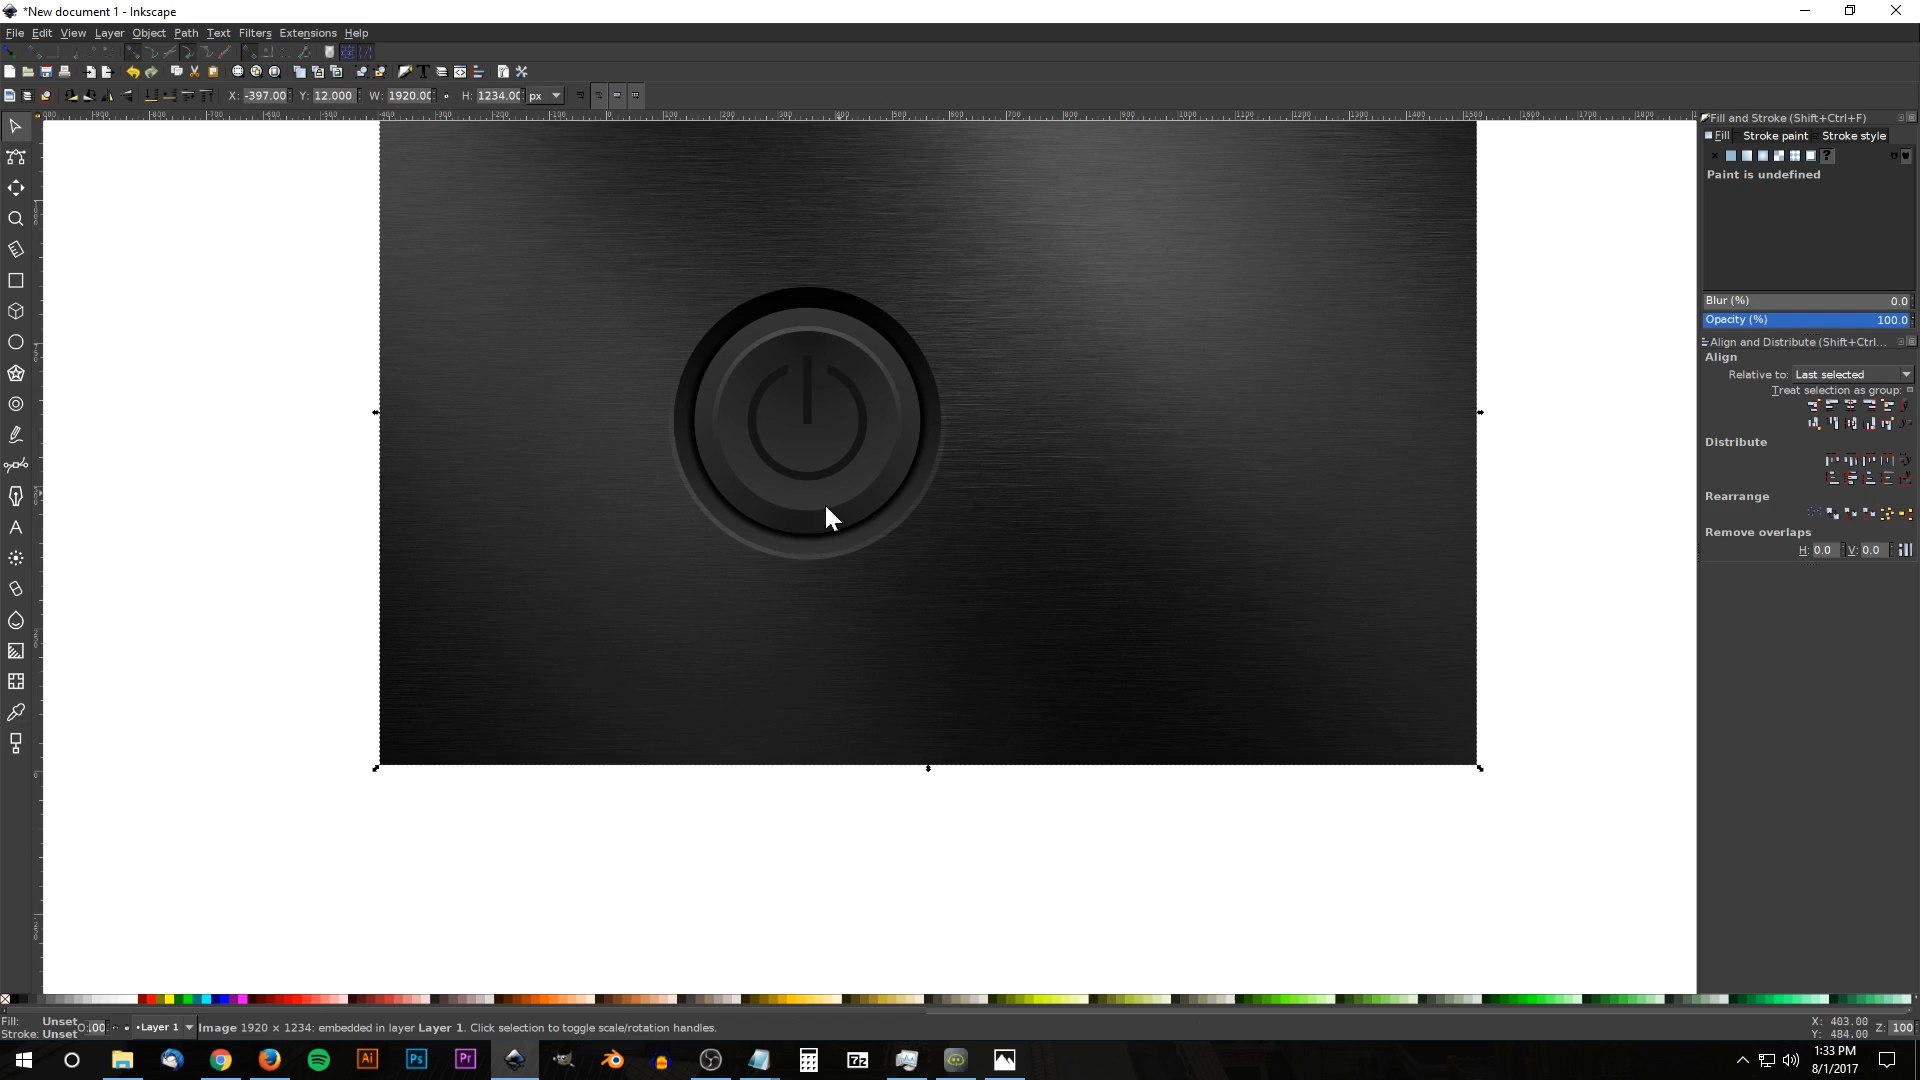 *New document 1 - Inkscape
File Edit View Layer Object Path Text Filters Extensions Help
X: -397.00 Y: 12.000 W: 1920.00 H: 1234.00 px
Fill and Stroke (Shift+Ctrl+F)
Fill Stroke paint Stroke style
?
Paint is undefined
Blur (%) 0.0
Opacity (%) 100.0
Align and Distribute (Shift+Ctrl...
Align
Relative to: Last selected
Treat selection as group:
Distribute
Rearrange
Remove overlaps
H: 0.0 V: 0.0
Fill: Unset
Stroke: Unset
Layer 1
Image 1920 × 1234: embedded in layer Layer 1. Click selection to toggle scale/rotation handles.
X: 403.00
Y: 484.00
Z: 100
Ai Ps Pr 7z
1:33 PM
8/1/2017